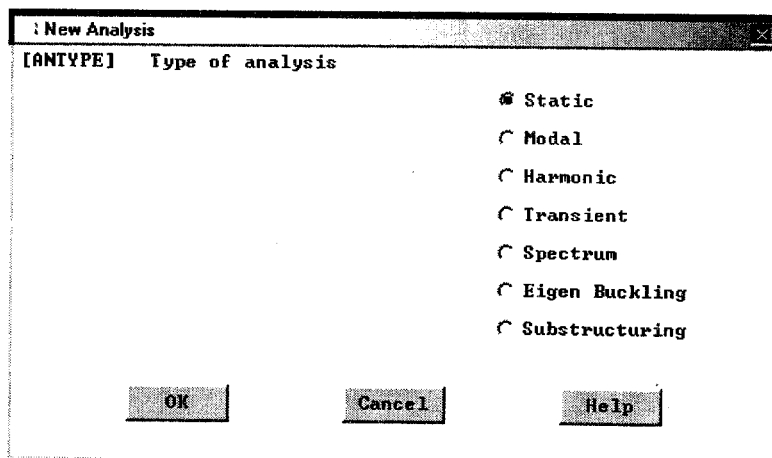 New Analysis
[ANTYPE] Type of analysis
Static
Modal
Harmonic
Transient
Spectrum
Eigen Buckling
Substructuring
OK Cancel Help